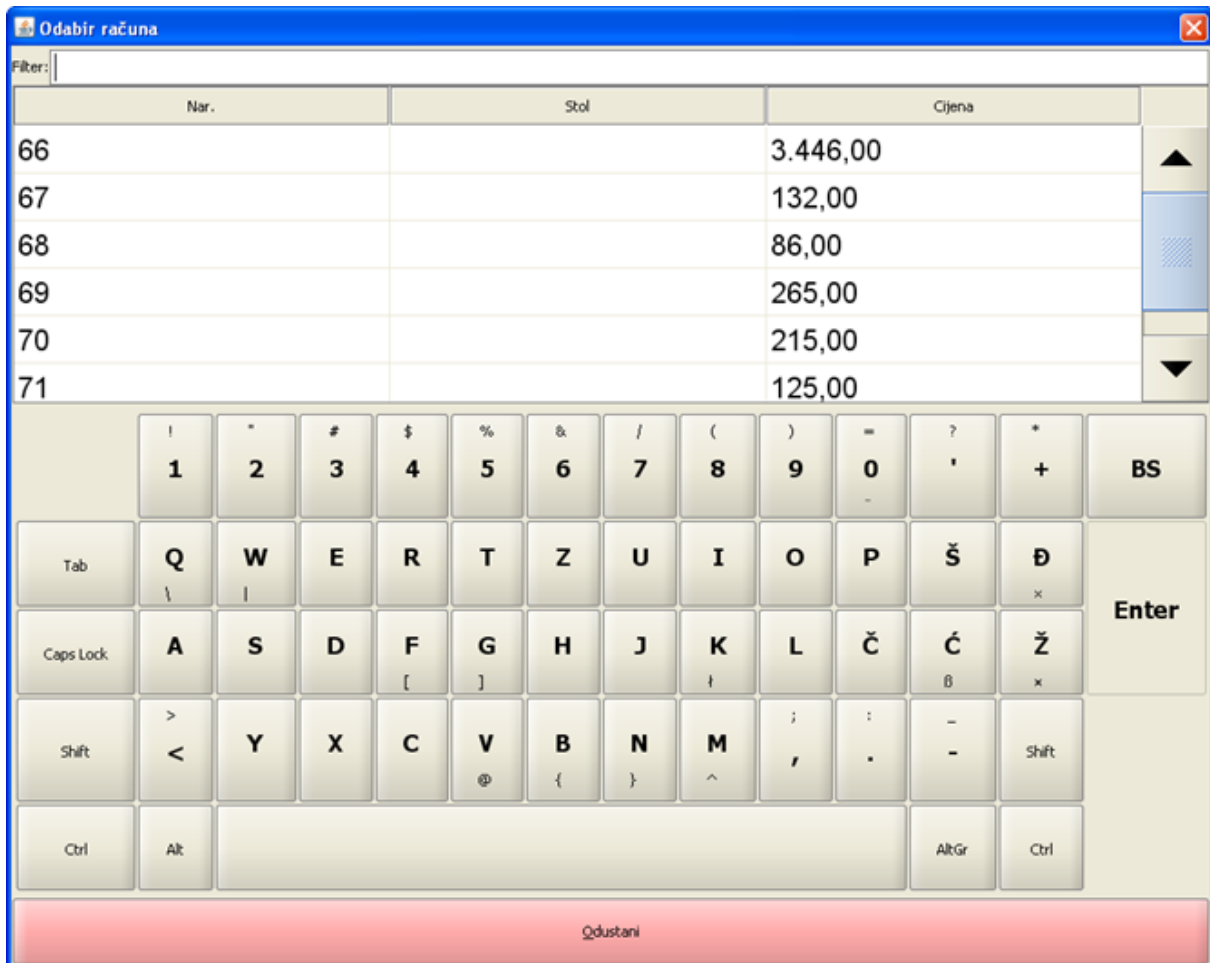 Odabir računa
Filter:
Nar. Stol Cijena
66 3.446,00
67 132,00
68 86,00
69 265,00
70 215,00
71 125,00
! " # $ % & / ( ) = ? *
1 2 3 4 5 6 7 8 9 0 ' + BS
Tab Q W E R T Z U I O P Š Đ
\ | ×
Enter
Caps Lock A S D F G H J K L Č Ć Ž
[ ] ł ß ×
> ; : _
Shift < Y X C V B N M , . - Shift
@ { } ^
Ctrl Alt AltGr Ctrl
Odustani